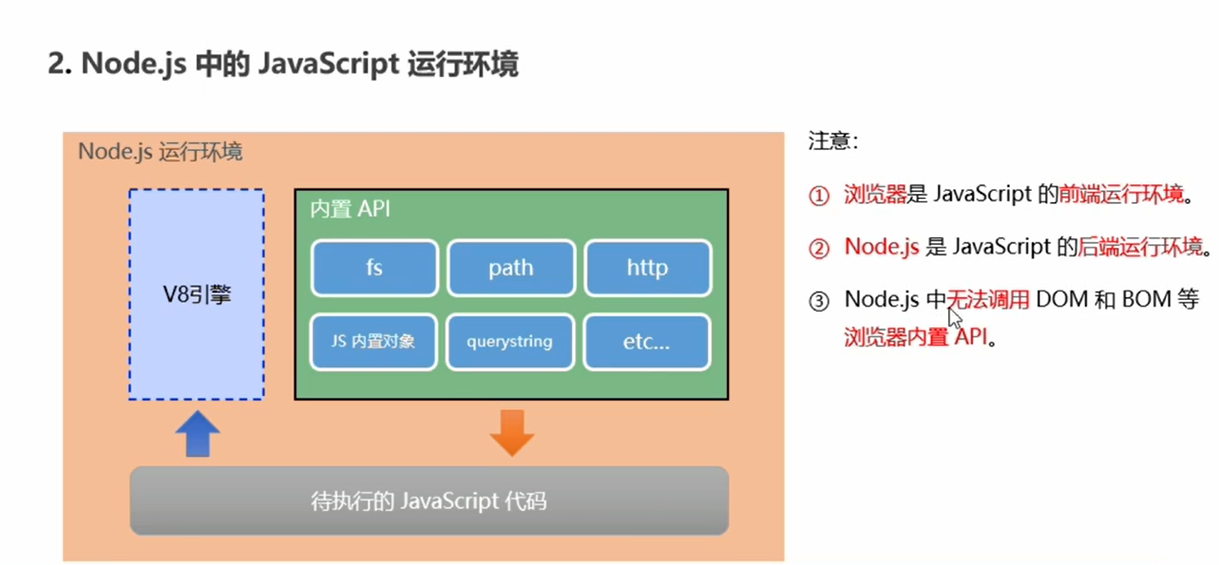 2. Node.js 中的 JavaScript 运行环境
Node.js 运行环境
V8引擎
内置 API
fs
path
http
JS 内置对象
querystring
etc...
待执行的 JavaScript 代码
注意：
① 浏览器是 JavaScript 的前端运行环境。
② Node.js 是 JavaScript 的后端运行环境。
③ Node.js 中无法调用 DOM 和 BOM 等
浏览器内置 API。